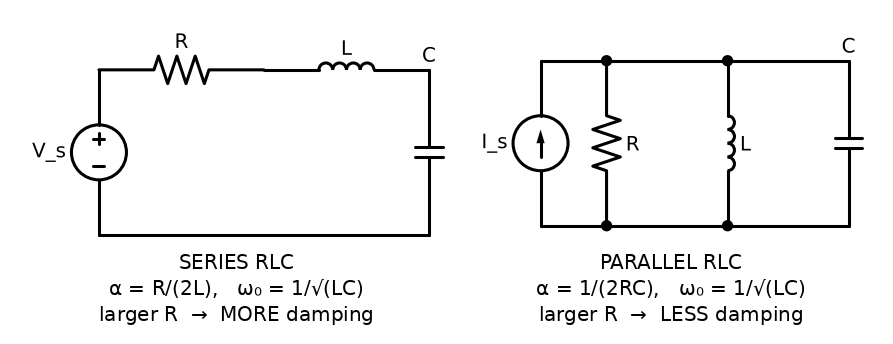 R
L
C
V_s
SERIES RLC
α = R/(2L), ω₀ = 1/√(LC)
larger R → MORE damping
C
I_s
R
L
PARALLEL RLC
α = 1/(2RC), ω₀ = 1/√(LC)
larger R → LESS damping